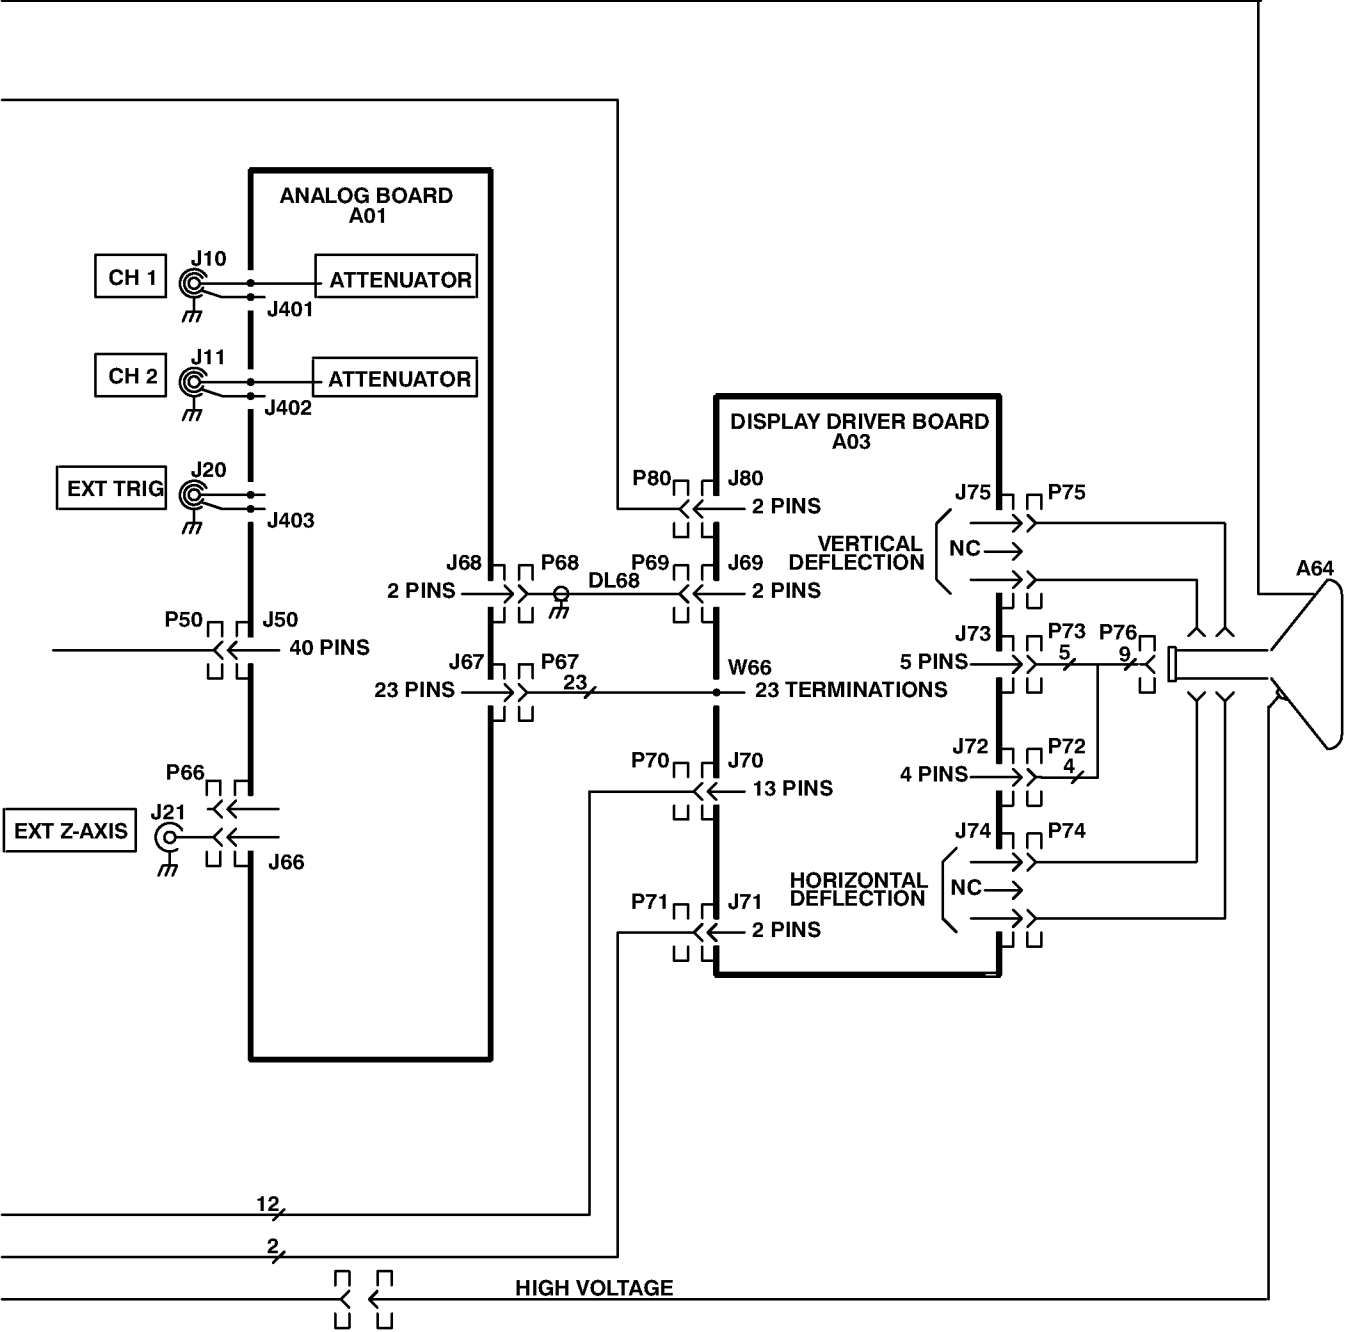 ANALOG BOARD
A01
CH 1
J10
ATTENUATOR
J401
CH 2
J11
ATTENUATOR
J402
EXT TRIG
J20
J403
P50
J50
40 PINS
P66
EXT Z-AXIS
J21
J66
J68
P68
2 PINS
DL68
J67
P67
23 PINS
23
DISPLAY DRIVER BOARD
A03
P80
J80
2 PINS
P69
J69
2 PINS
W66
23 TERMINATIONS
P70
J70
13 PINS
P71
J71
2 PINS
J75
P75
VERTICAL
DEFLECTION
NC
J73
P73
5 PINS
5
P76
9
J72
P72
4 PINS
4
J74
P74
HORIZONTAL
DEFLECTION
NC
A64
12
2
HIGH VOLTAGE